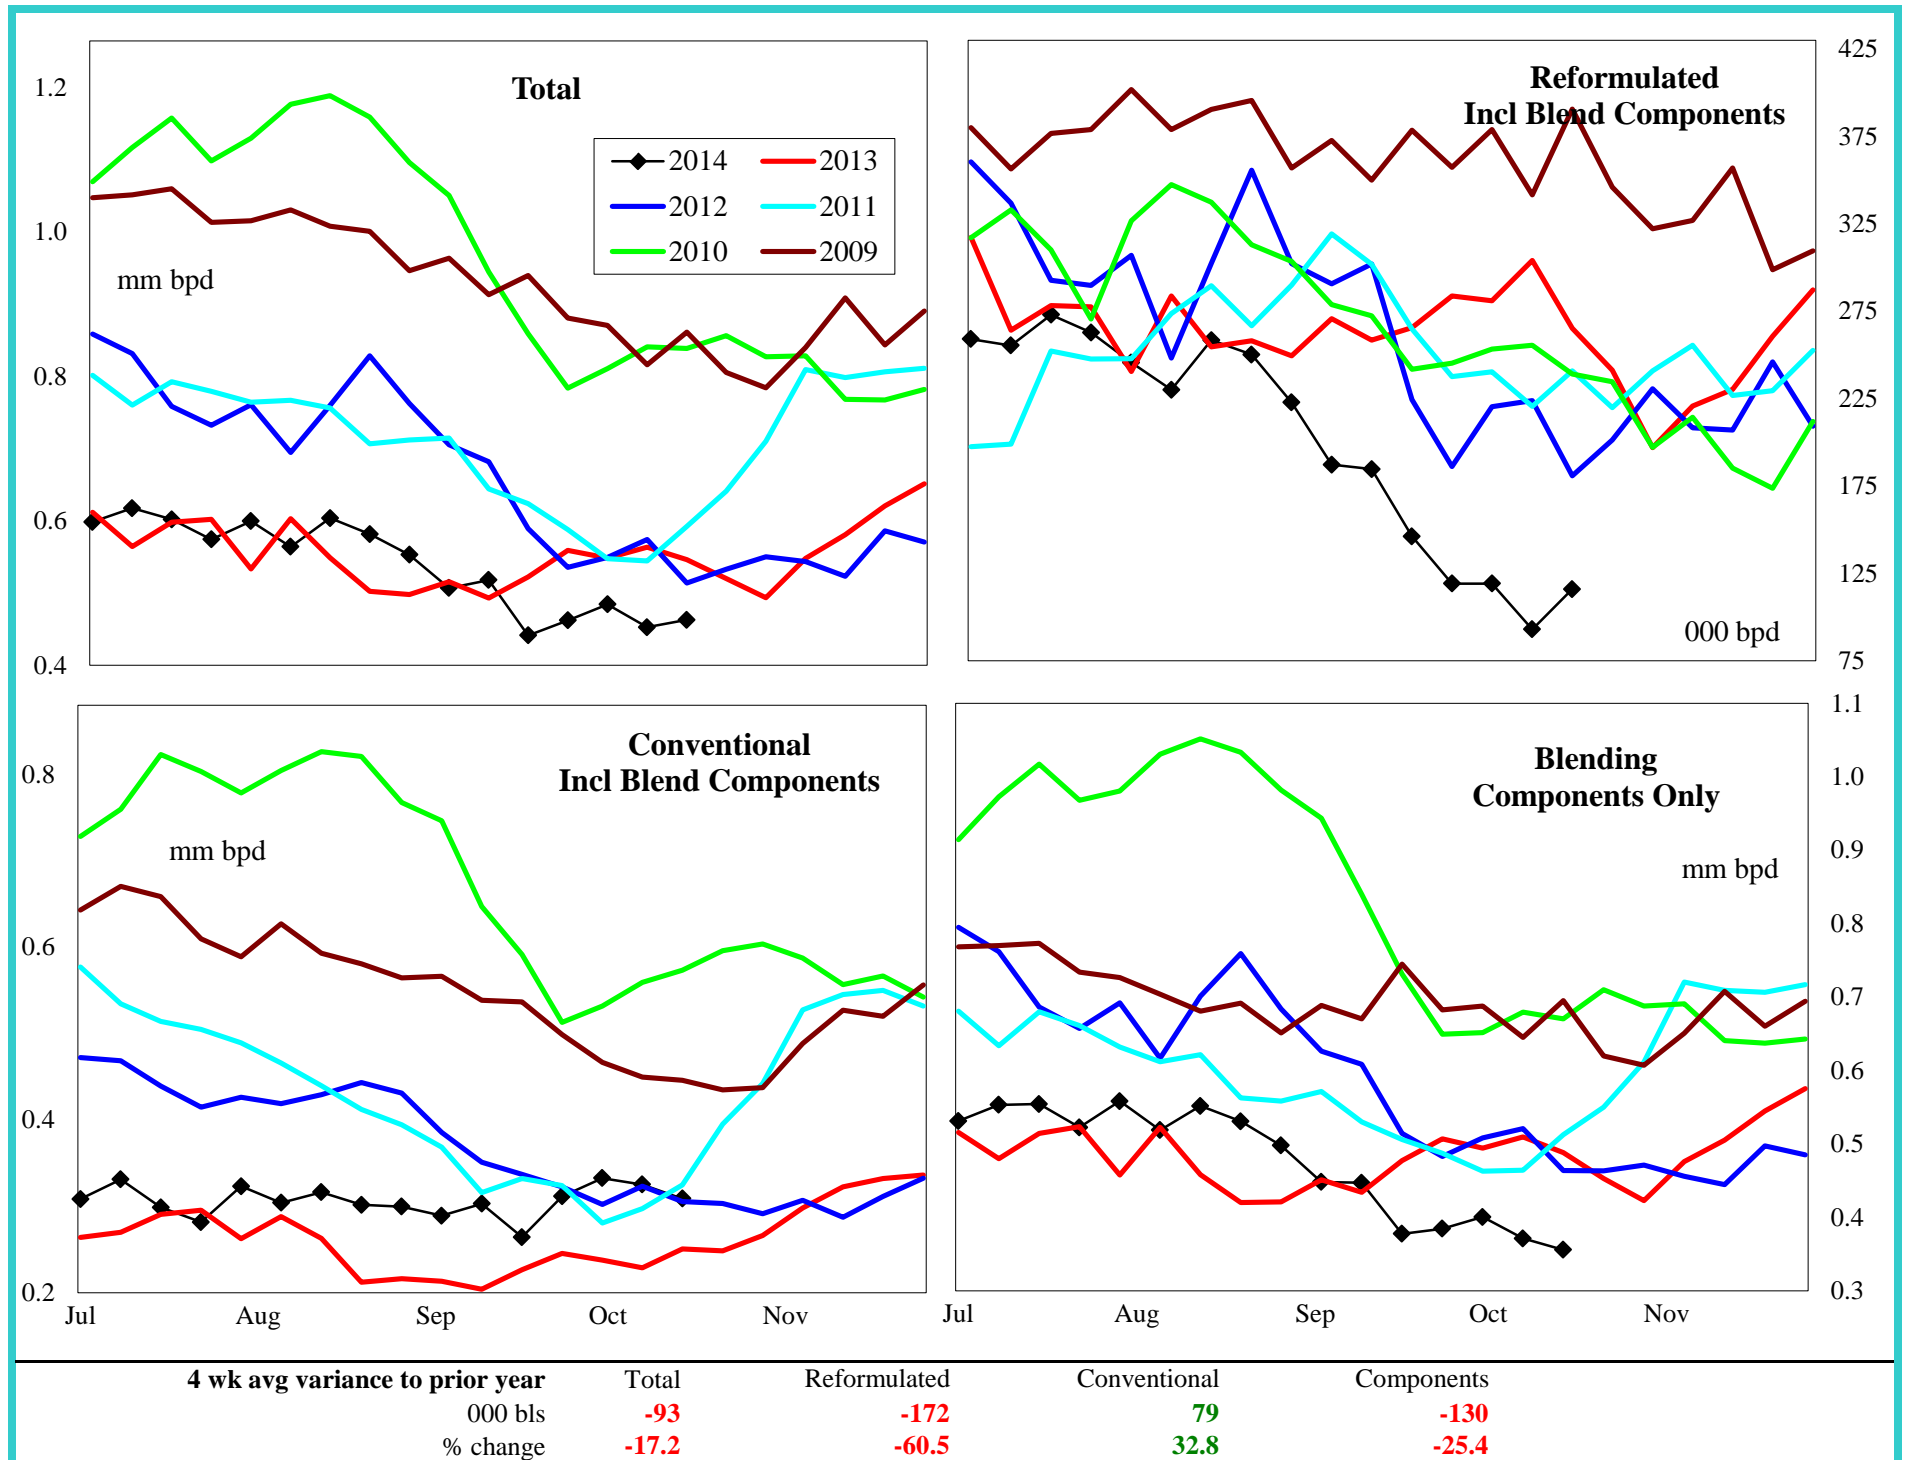 Total
1.2
1.0
0.8
0.6
0.4
mm bpd
2014 2013
2012 2011
2010 2009
Reformulated
Incl Blend Components
425
375
325
275
225
175
125
75
000 bpd
Conventional
Incl Blend Components
mm bpd
0.8
0.6
0.4
0.2
Jul Aug Sep Oct Nov
Blending
Components Only
mm bpd
1.1
1.0
0.9
0.8
0.7
0.6
0.5
0.4
0.3
Jul Aug Sep Oct Nov
4 wk avg variance to prior year Total Reformulated Conventional Components
000 bls -93 -172 79 -130
% change -17.2 -60.5 32.8 -25.4